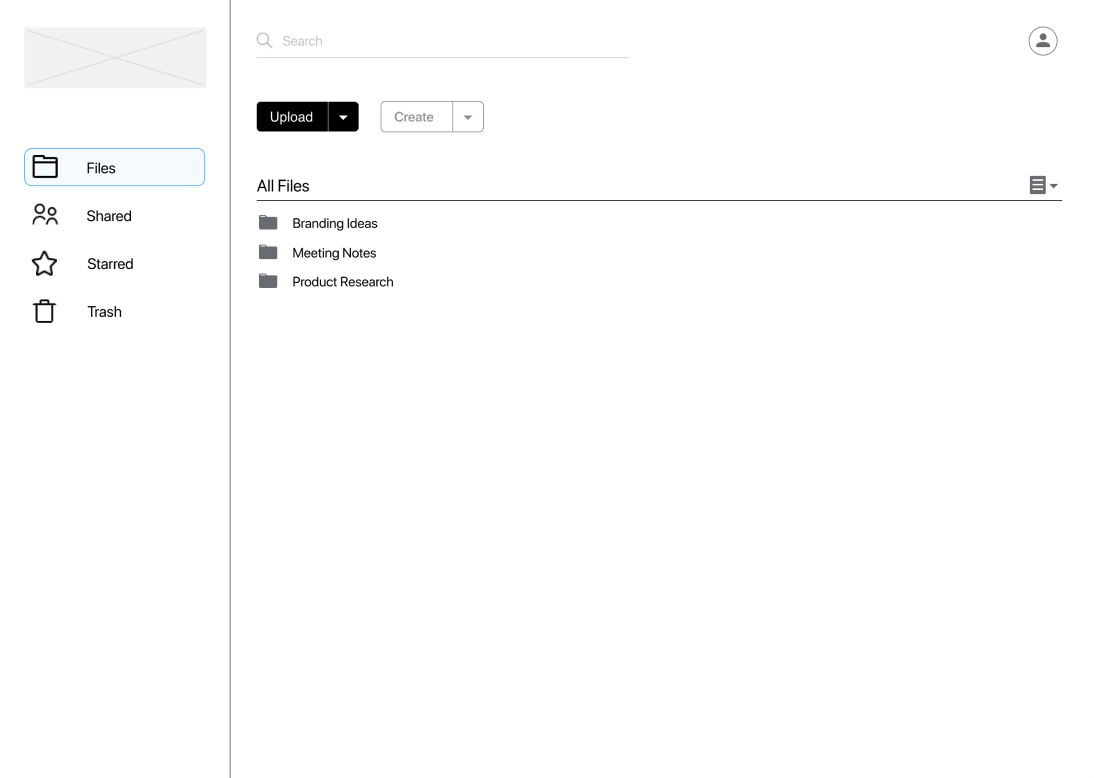 Search
Upload
Create
Files
Shared
Starred
Trash
All Files
Branding Ideas
Meeting Notes
Product Research